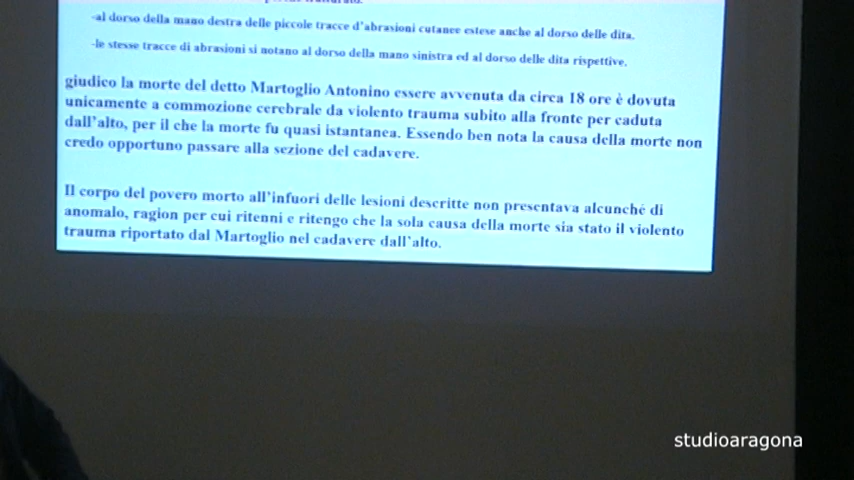 -al dorso della mano destra delle piccole tracce d'abrasioni cutanee estese anche al dorso delle dita.
-le stesse tracce di abrasioni si notano al dorso della mano sinistra ed al dorso delle dita rispettive.
giudico la morte del detto Martoglio Antonino essere avvenuta da circa 18 ore è dovuta
unicamente a commozione cerebrale da violento trauma subito alla fronte per caduta
dall'alto, per il che la morte fu quasi istantanea. Essendo ben nota la causa della morte non
credo opportuno passare alla sezione del cadavere.
Il corpo del povero morto all'infuori delle lesioni descritte non presentava alcunchè di
anomalo, ragion per cui ritenni e ritengo che la sola causa della morte sia stato il violento
trauma riportato dal Martoglio nel cadavere dall'alto.
studioaragona